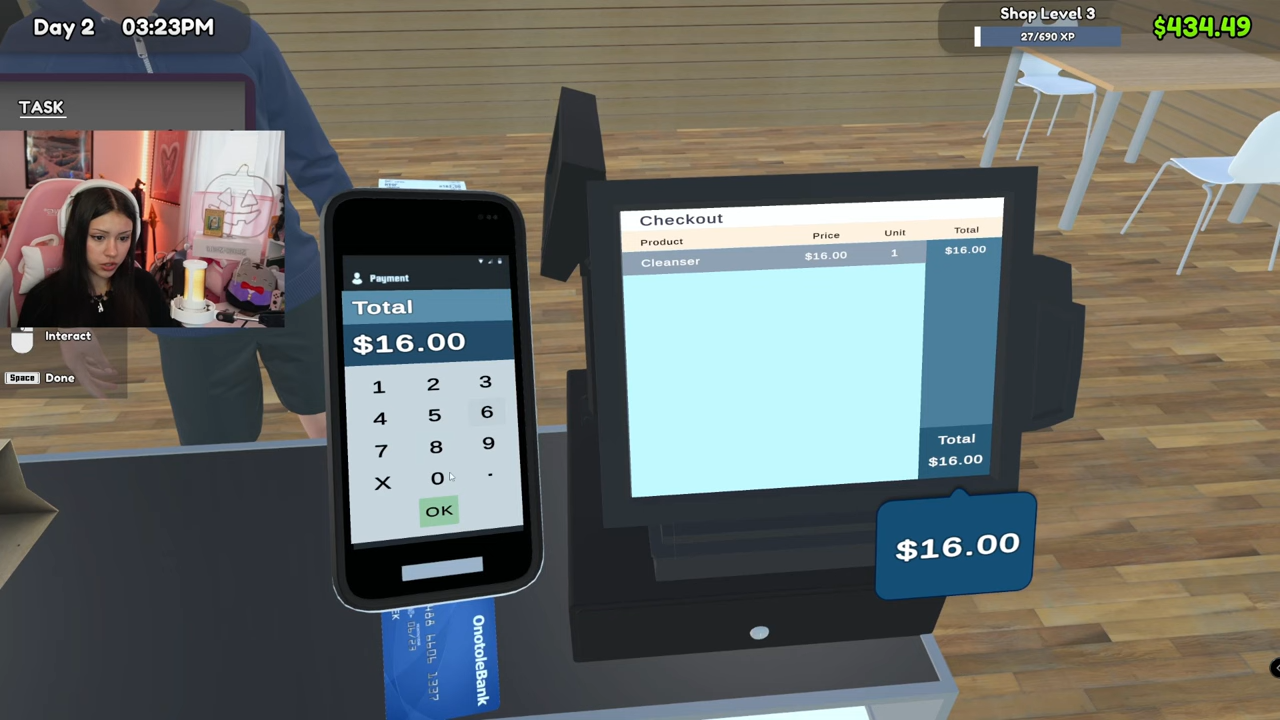 Day 2 03:23PM
Shop Level 3
27/690 XP
$434.49
TASK
Interact
Space Done
Payment
Total
$16.00
1 2 3
4 5 6
7 8 9
X 0 .
OK
Checkout
Product Price Unit Total
Cleanser $16.00 1 $16.00
Total
$16.00
$16.00
OnotoleBank